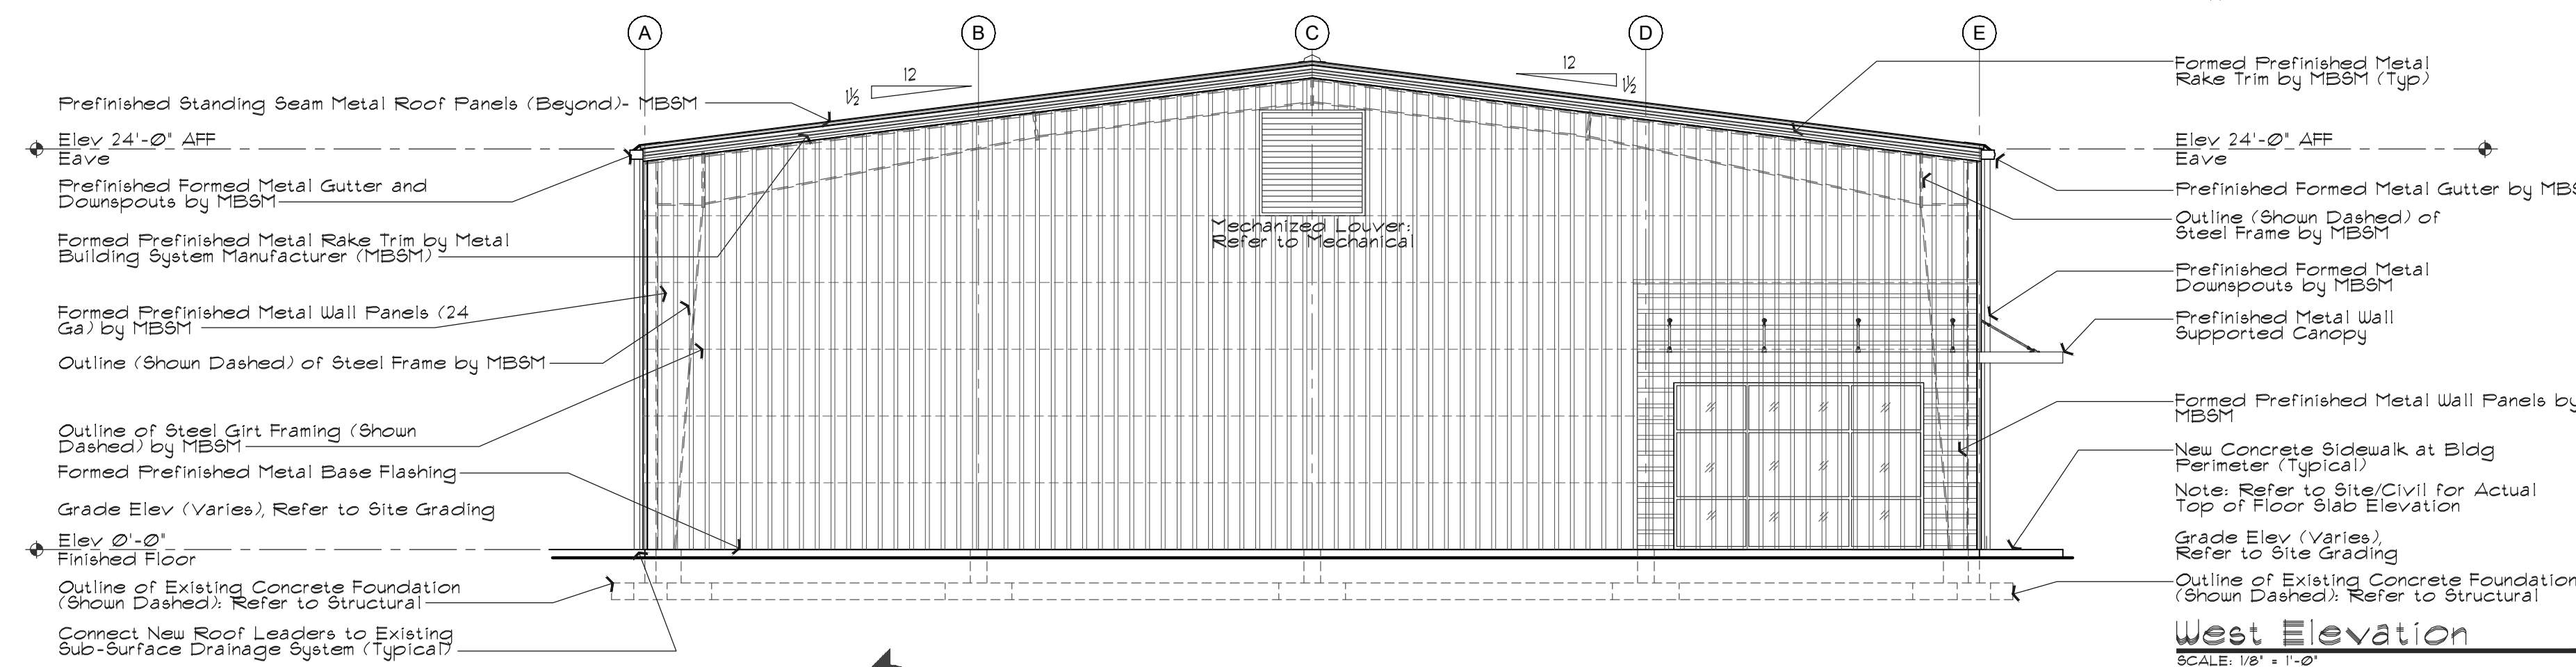 A
B
C
D
E
12
1½
12
1½
Prefinished Standing Seam Metal Roof Panels (Beyond)- MBSM
Elev 24'-0" AFF
Eave
Prefinished Formed Metal Gutter and
Downspouts by MBSM
Formed Prefinished Metal Rake Trim by Metal
Building System Manufacturer (MBSM)
Formed Prefinished Metal Wall Panels (24
Ga) by MBSM
Outline (Shown Dashed) of Steel Frame by MBSM
Outline of Steel Girt Framing (Shown
Dashed) by MBSM
Formed Prefinished Metal Base Flashing
Grade Elev (Varies), Refer to Site Grading
Elev 0'-0"
Finished Floor
Outline of Existing Concrete Foundation
(Shown Dashed): Refer to Structural
Connect New Roof Leaders to Existing
Sub-Surface Drainage System (Typical)
Mechanized Louver:
Refer to Mechanical
Formed Prefinished Metal
Rake Trim by MBSM (Typ)
Elev 24'-0" AFF
Eave
Prefinished Formed Metal Gutter by
Outline (Shown Dashed) of
Steel Frame by MBSM
Prefinished Formed Metal
Downspouts by MBSM
Prefinished Metal Wall
Supported Canopy
Formed Prefinished Metal Wall Panels by
MBSM
New Concrete Sidewalk at Bldg
Perimeter (Typical)
Note: Refer to Site/Civil for Actual
Top of Floor Slab Elevation
Grade Elev (Varies),
Refer to Site Grading
Outline of Existing Concrete Foundation
(Shown Dashed): Refer to Structural
West Elevation
SCALE: 1/8" = 1'-0"